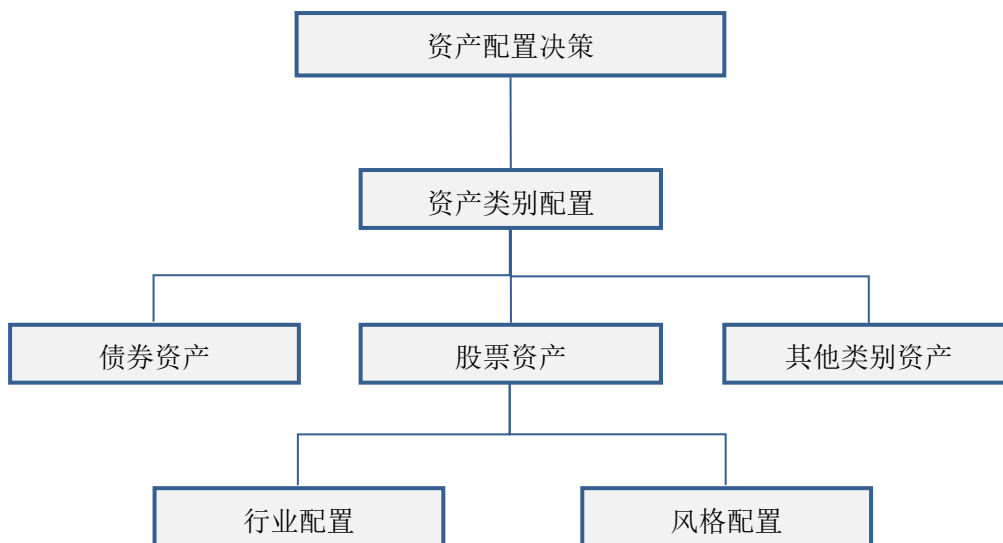 资产配置决策
资产类别配置
债券资产
股票资产
其他类别资产
行业配置
风格配置